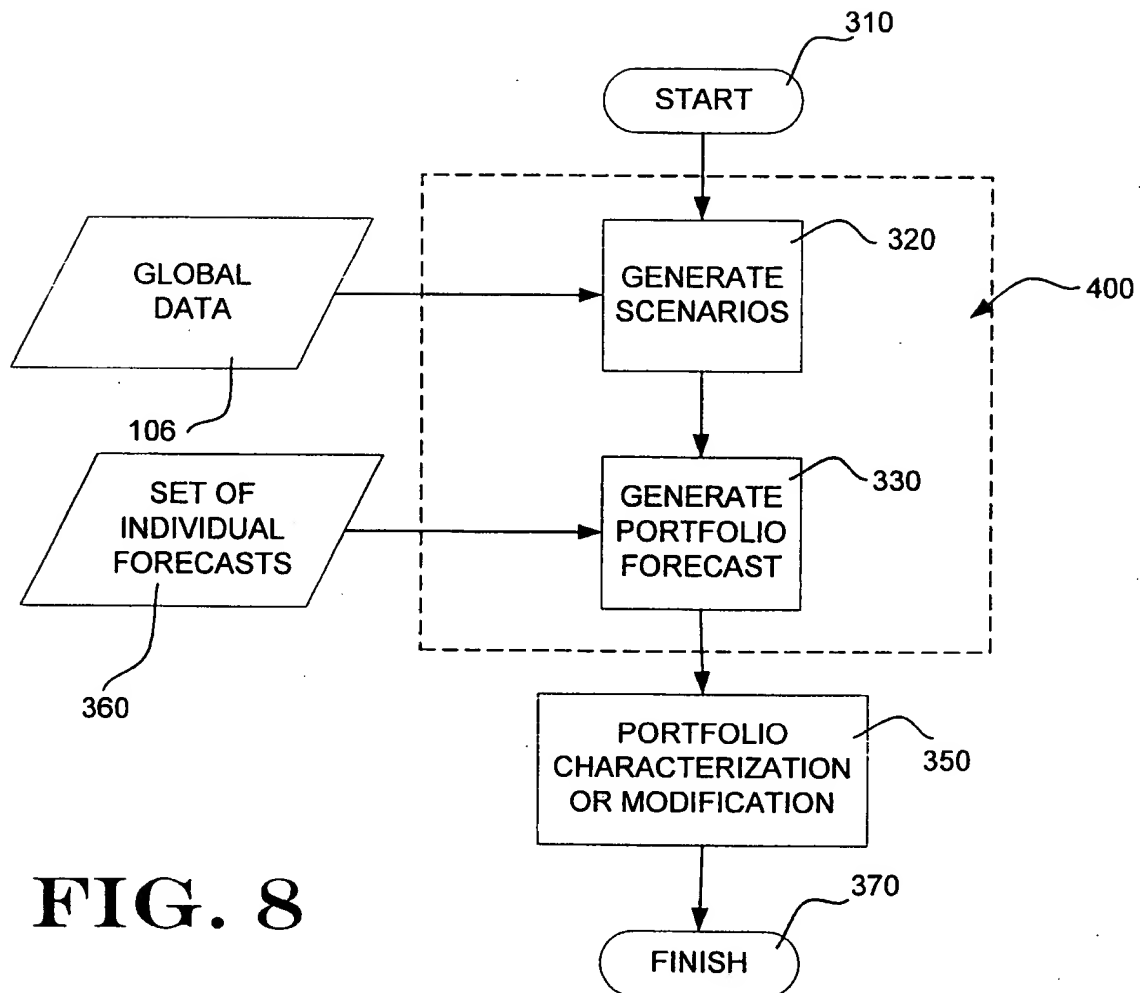 310
START
320
GLOBAL
DATA
GENERATE
SCENARIOS
400
106
330
SET OF
INDIVIDUAL
FORECASTS
GENERATE
PORTFOLIO
FORECAST
360
PORTFOLIO
CHARACTERIZATION
OR MODIFICATION
350
FIG. 8
370
FINISH